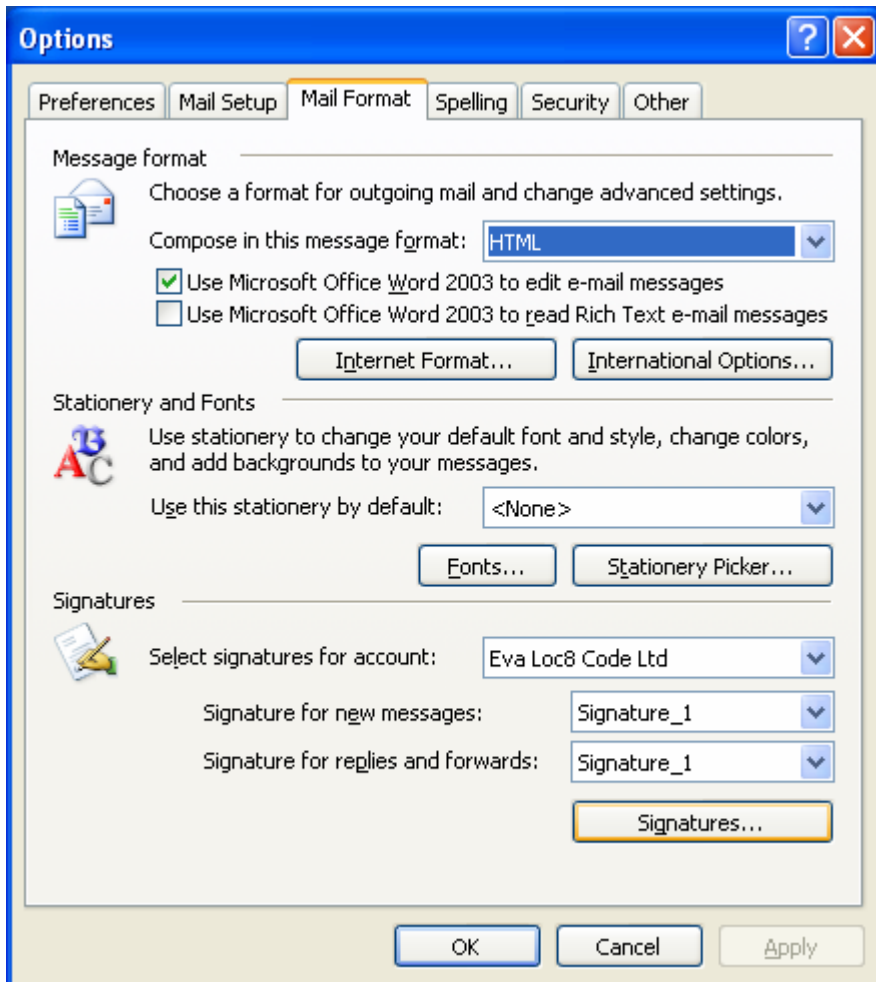 Options
Preferences Mail Setup Mail Format Spelling Security Other
Message format
Choose a format for outgoing mail and change advanced settings.
Compose in this message format: HTML
Use Microsoft Office Word 2003 to edit e-mail messages
Use Microsoft Office Word 2003 to read Rich Text e-mail messages
Internet Format... International Options...
Stationery and Fonts
Use stationery to change your default font and style, change colors,
and add backgrounds to your messages.
Use this stationery by default: <None>
Fonts... Stationery Picker...
Signatures
Select signatures for account: Eva Loc8 Code Ltd
Signature for new messages: Signature_1
Signature for replies and forwards: Signature_1
Signatures...
OK Cancel Apply